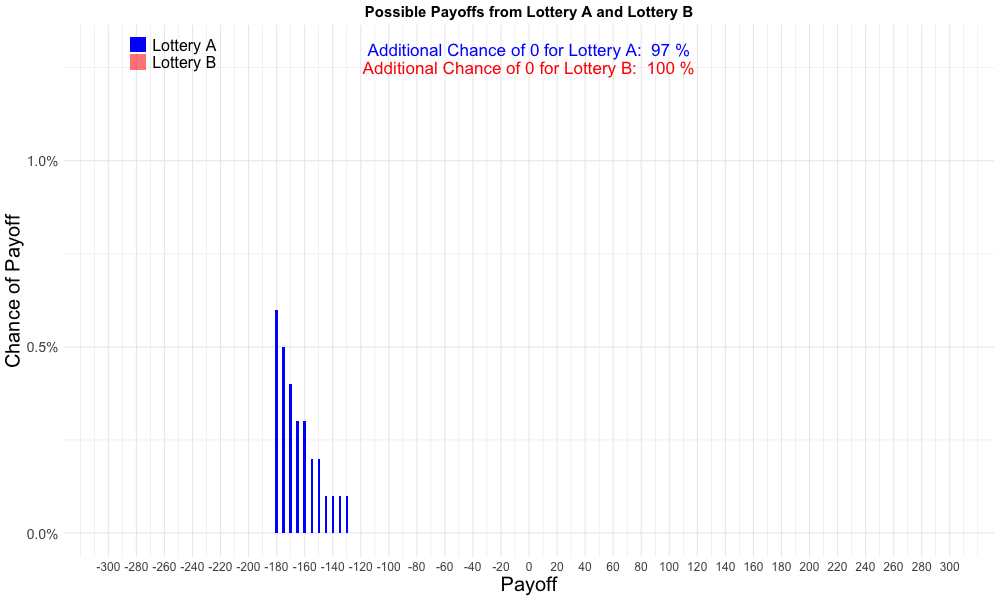 Possible Payoffs from Lottery A and Lottery B
Lottery A
Lottery B
Additional Chance of 0 for Lottery A:  97 %
Additional Chance of 0 for Lottery B:  100 %
Chance of Payoff
1.0%
0.5%
0.0%
-300 -280 -260 -240 -220 -200 -180 -160 -140 -120 -100 -80 -60 -40 -20 0 20 40 60 80 100 120 140 160 180 200 220 240 260 280 300
Payoff